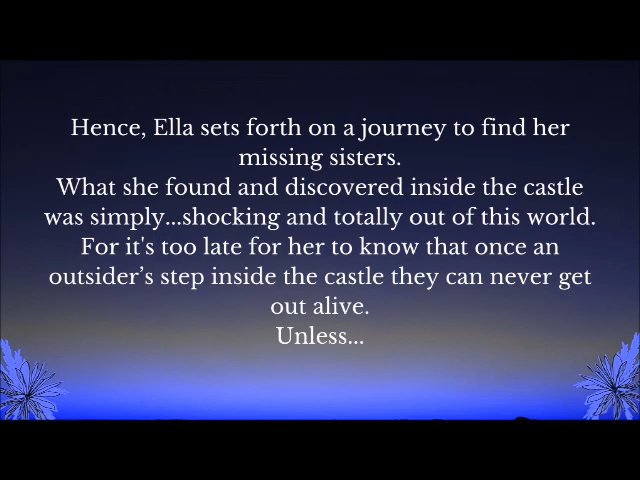 Hence, Ella sets forth on a journey to find her
missing sisters.
What she found and discovered inside the castle
was simply...shocking and totally out of this world.
For it's too late for her to know that once an
outsider’s step inside the castle they can never get
out alive.
Unless...